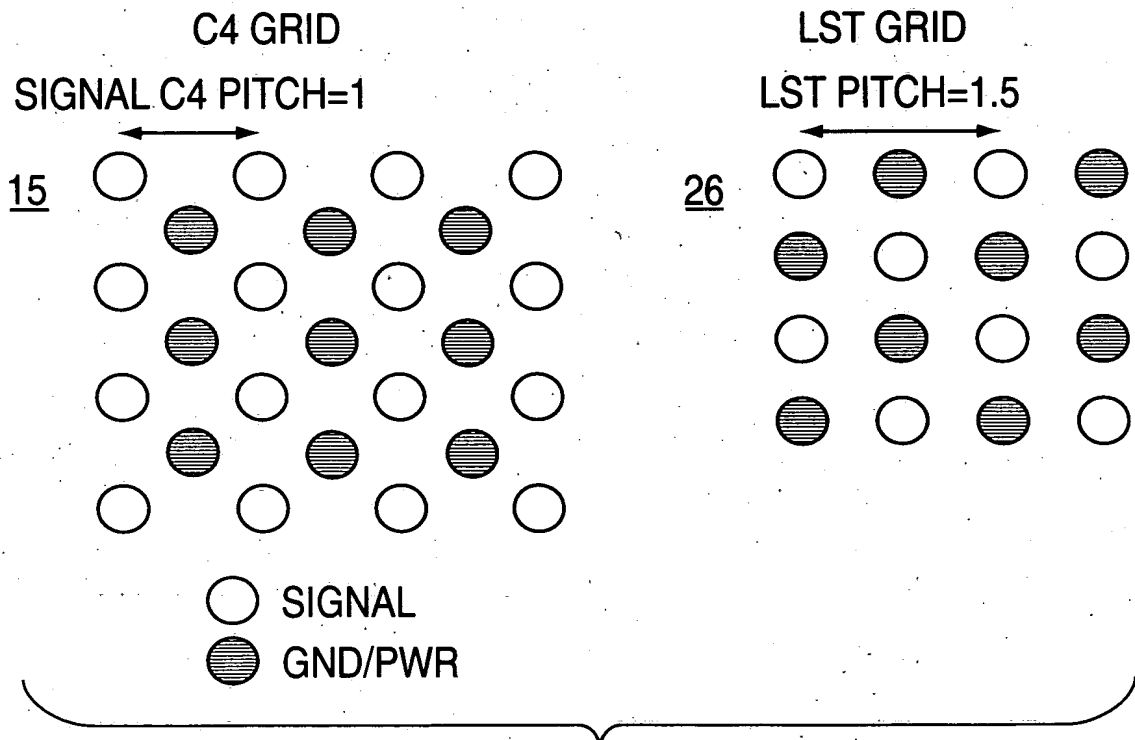 C4 GRID
SIGNAL C4 PITCH=1
15
LST GRID
LST PITCH=1.5
26
SIGNAL
GND/PWR